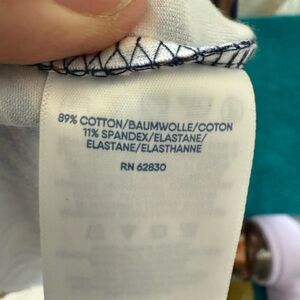 89% COTTON/BAUMWOLLE/COTON
11% SPANDEX/ELASTANE/
ELASTANE/ELASTHANNE
RN 62830